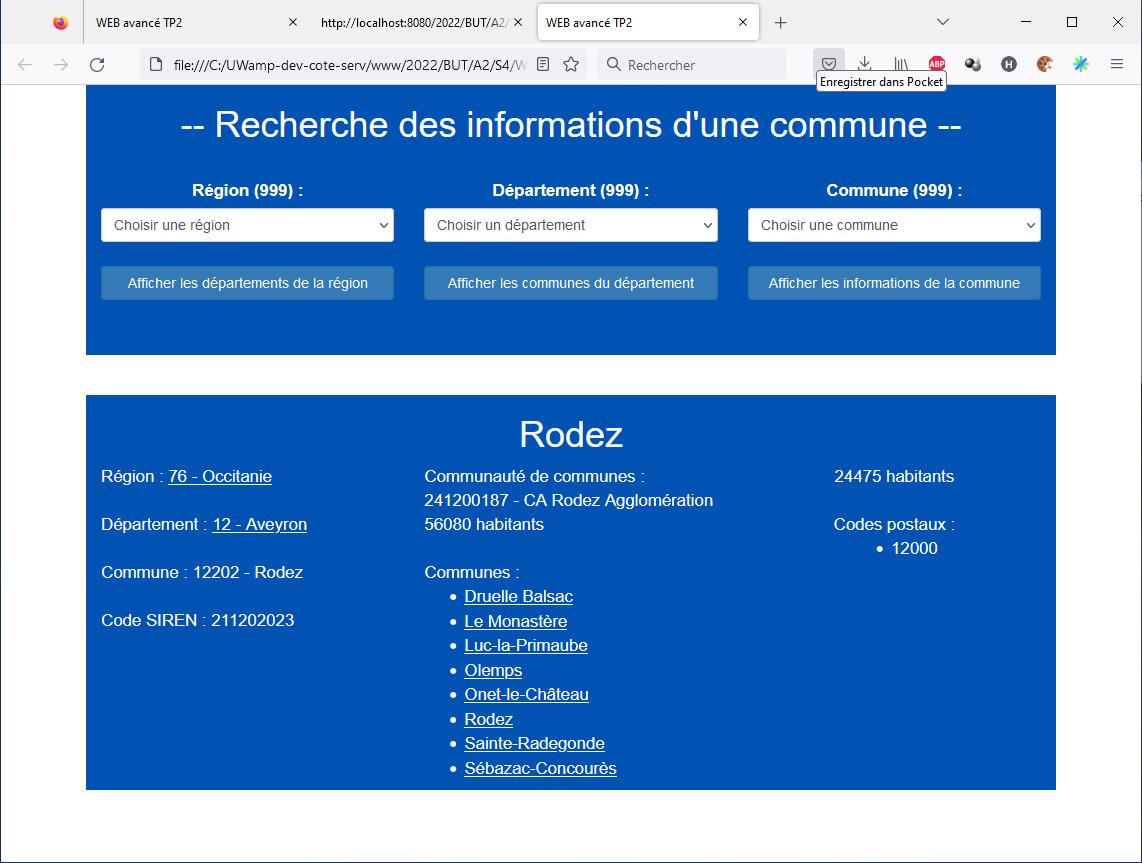 WEB avancé TP2
http://localhost:8080/2022/BUT/A2/
WEB avancé TP2
file:///C:/UWamp-dev-cote-serv/www/2022/BUT/A2/S4/W
Rechercher
ABP
H
Enregistrer dans Pocket
-- Recherche des informations d'une commune --
Région (999) :
Département (999) :
Commune (999) :
Choisir une région
Choisir un département
Choisir une commune
Afficher les départements de la région
Afficher les communes du département
Afficher les informations de la commune
Rodez
Région : 76 - Occitanie
Département : 12 - Aveyron
Commune : 12202 - Rodez
Code SIREN : 211202023
Communauté de communes :
241200187 - CA Rodez Agglomération
56080 habitants
Communes :
• Druelle Balsac
• Le Monastère
• Luc-la-Primaube
• Olemps
• Onet-le-Château
• Rodez
• Sainte-Radegonde
• Sébazac-Concourès
24475 habitants
Codes postaux :
• 12000